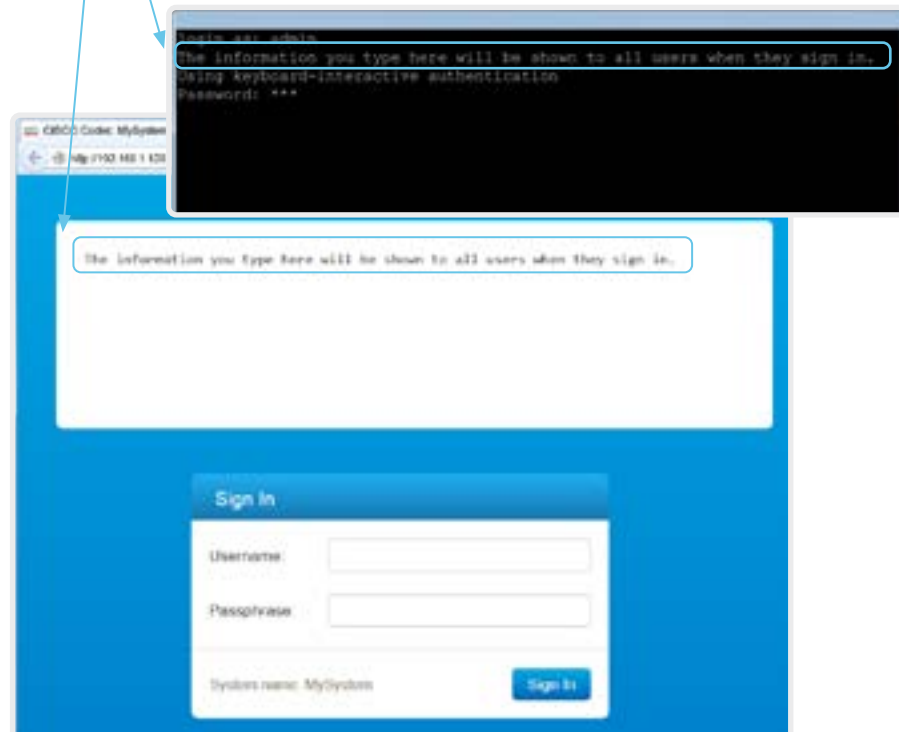 login as: admin
The information you type here will be shown to all users when they sign in.
Using keyboard-interactive authentication
Password: ***
CISCO Codec: MySystem
The information you type here will be shown to all users when they sign in.
Sign In
Username:
Passphrase
System name: MySystem
Sign In